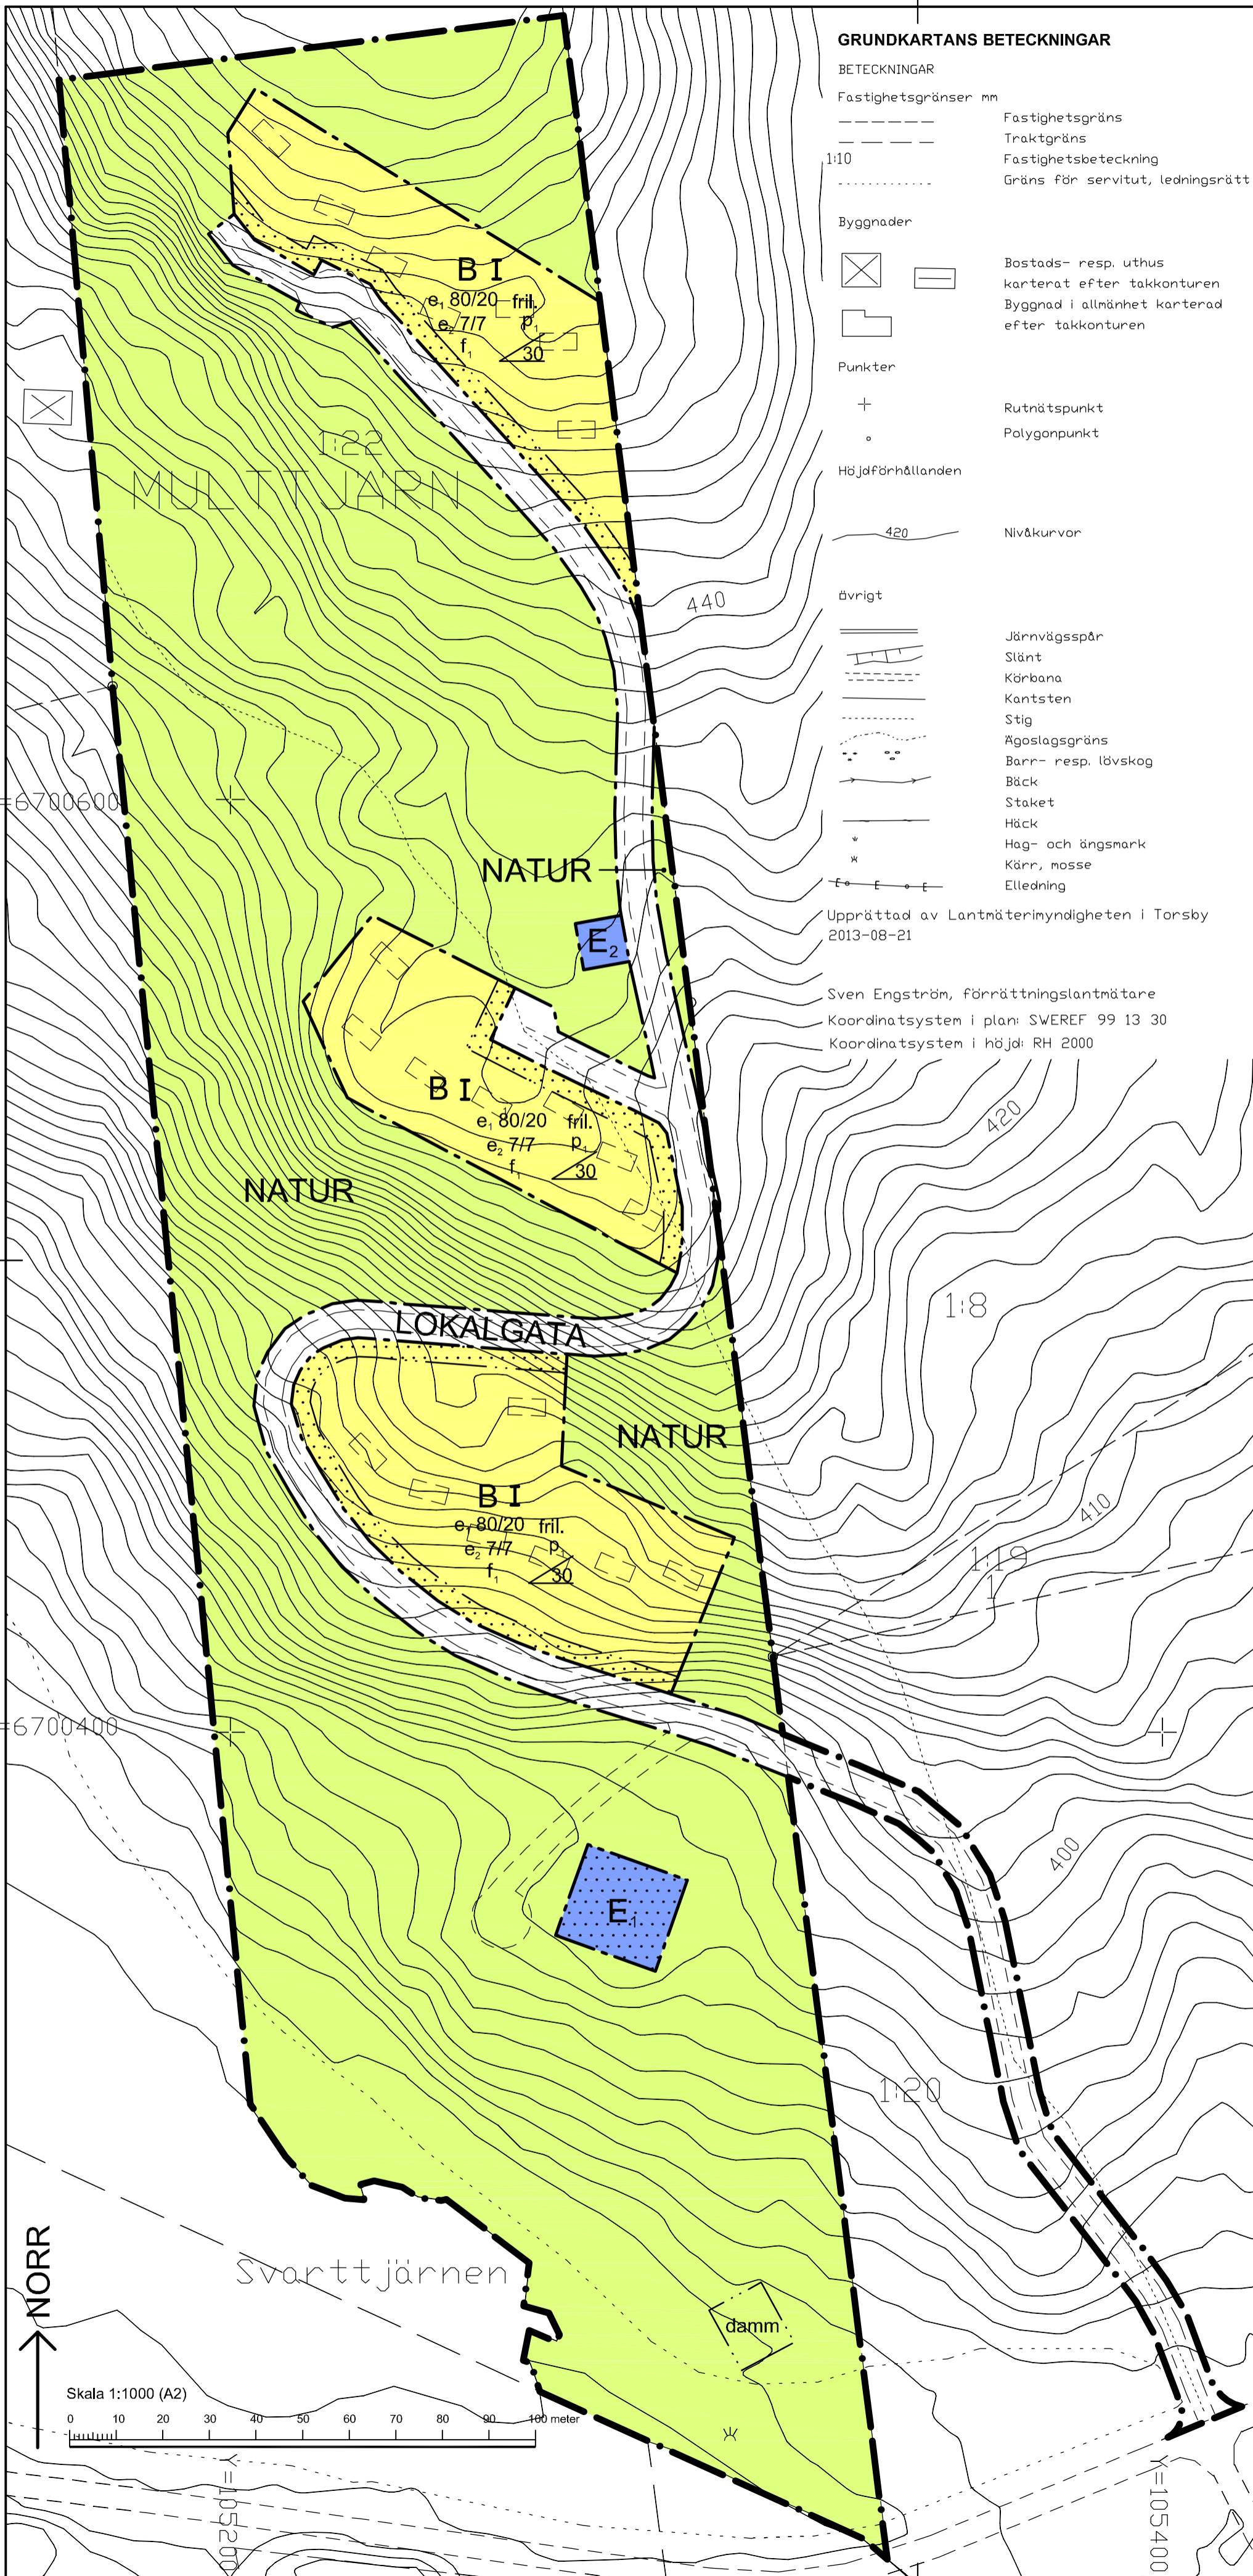 GRUNDKARTANS BETECKNINGAR
BETECKNINGAR
Fastighetsgränser mm
Fastighetsgräns
Traktgräns
1:10 Fastighetsbeteckning
Gräns för servitut, ledningsrätt
Byggnader
Bostads- resp. uthus
karterat efter takkonturen
Byggnad i allmänhet karterad
efter takkonturen
Punkter
Rutnätspunkt
Polygonpunkt
Höjdförhållanden
420 Nivåkurvor
övrigt
Järnvägsspår
Slänt
Körbana
Kantsten
Stig
Ägoslagsgräns
Barr- resp. lövskog
Bäck
Staket
Häck
Hag- och ängsmark
Kärr, mosse
E E E Elledning
Upprättad av Lantmäterimyndigheten i Torsby
2013-08-21
Sven Engström, förrättningslantmätare
Koordinatsystem i plan: SWEREF 99 13 30
Koordinatsystem i höjd: RH 2000
B I
e1 80/20 fril.
e2 7/7 p1
f1 30
1:22
MULTTJÄRN
440
=6700600
NATUR
E2
B I
e1 80/20 fril.
e2 7/7 p1
f1 30
420
NATUR
1:8
LOKALGATA
NATUR
B I
e1 80/20 fril.
e2 7/7 p1
f1 30
410
1:19
1
=6700400
400
E1
1:20
NORR
Svarttjärnen
damm
Skala 1:1000 (A2)
0 10 20 30 40 50 60 70 80 90 100 meter
Y=105200
Y=105400